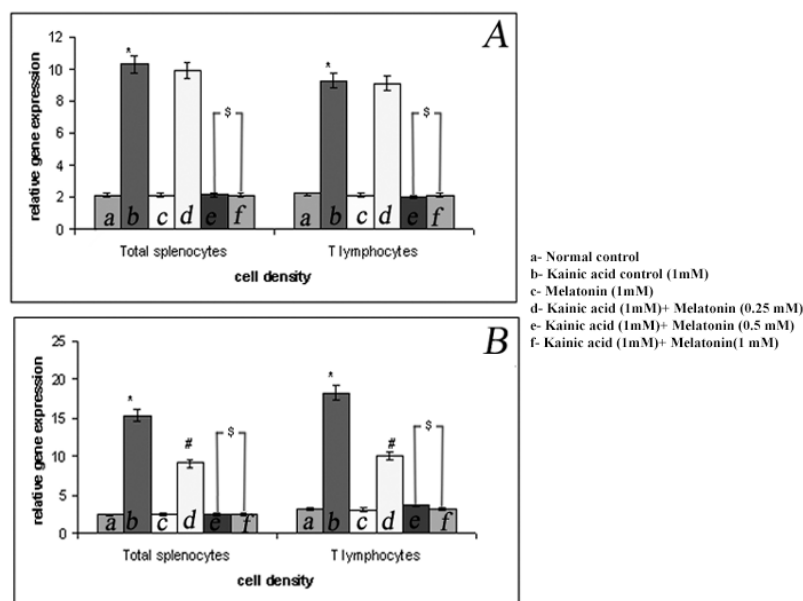 A
12
10
8
6
4
2
0
relative gene expression
*
$
*
$
a b c d e f
a b c d e f
Total splenocytes
T lymphocytes
cell density
B
25
20
15
10
5
0
relative gene expression
*
#
$
*
#
$
a b c d e f
a b c d e f
Total splenocytes
T lymphocytes
cell density
a- Normal control
b- Kainic acid control (1mM)
c- Melatonin (1mM)
d- Kainic acid (1mM)+ Melatonin (0.25 mM)
e- Kainic acid (1mM)+ Melatonin (0.5 mM)
f- Kainic acid (1mM)+ Melatonin(1 mM)